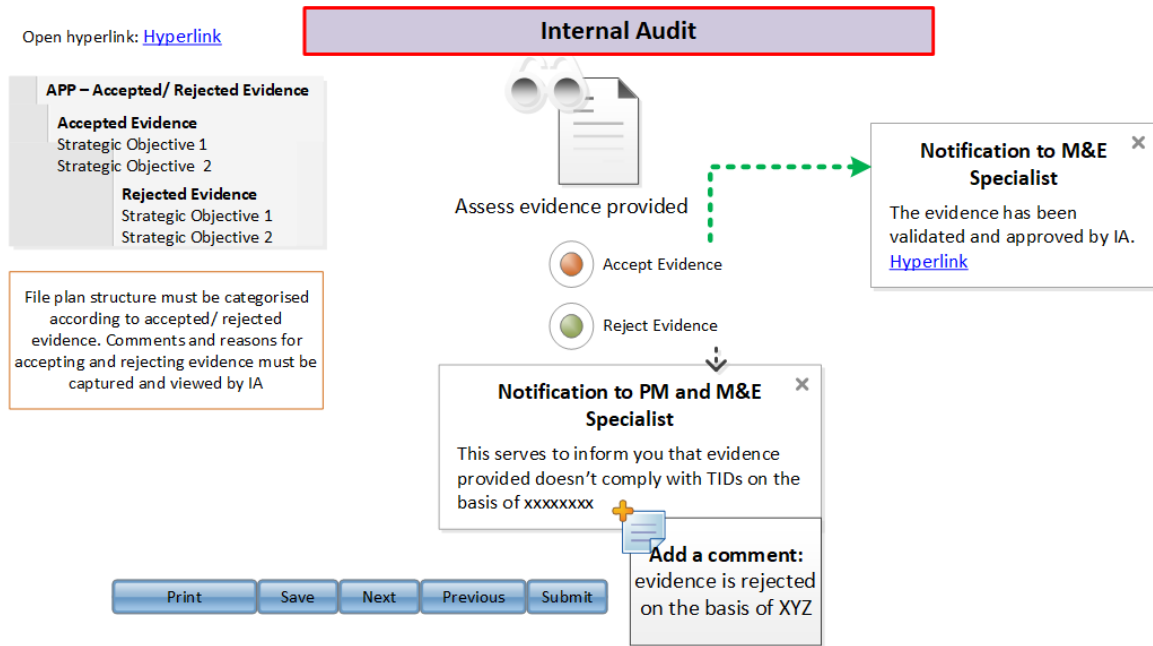 Internal Audit
Open hyperlink: Hyperlink
APP – Accepted/ Rejected Evidence
Accepted Evidence
Strategic Objective 1
Strategic Objective 2
Rejected Evidence
Strategic Objective 1
Strategic Objective 2
File plan structure must be categorised
according to accepted/ rejected
evidence. Comments and reasons for
accepting and rejecting evidence must be
captured and viewed by IA
Assess evidence provided
Accept Evidence
Reject Evidence
Notification to M&E
Specialist
The evidence has been
validated and approved by IA.
Hyperlink
Notification to PM and M&E
Specialist
This serves to inform you that evidence
provided doesn’t comply with TIDs on the
basis of xxxxxxxx
Add a comment:
evidence is rejected
on the basis of XYZ
Print Save Next Previous Submit